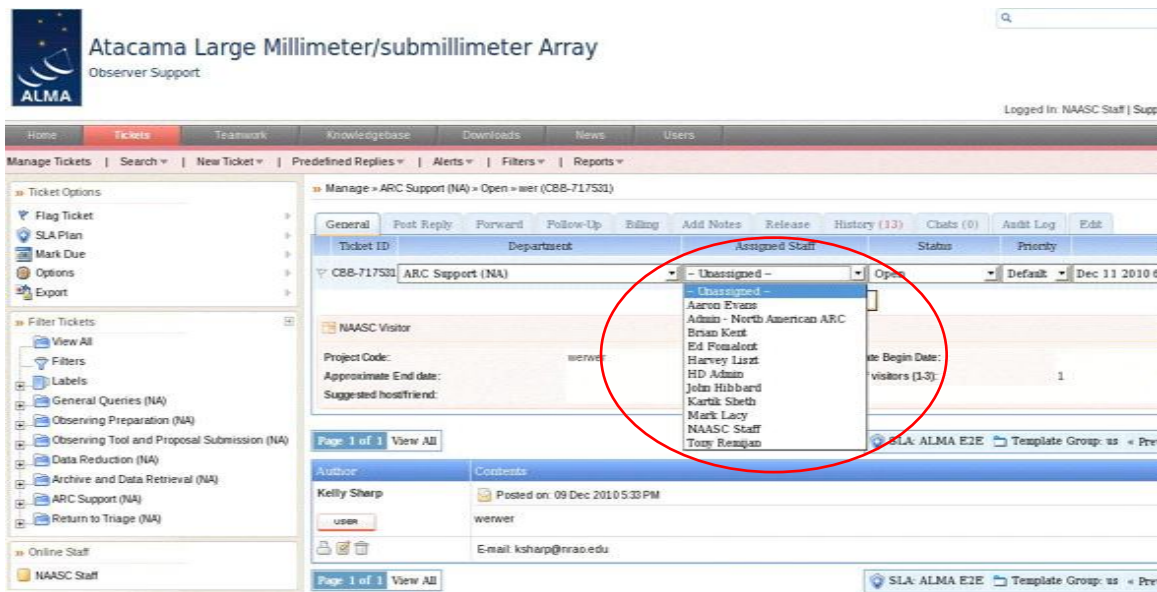 Atacama Large Millimeter/submillimeter Array
Observer Support
ALMA
Logged In: NAASC Staff | Supp
Home Tickets Teamwork Knowledgebase Downloads News Users
Manage Tickets | Search | New Ticket | Predefined Replies | Alerts | Filters | Reports
Ticket Options
Flag Ticket
SLA Plan
Mark Due
Options
Export
Filter Tickets
View All
Filters
Labels
General Queries (NA)
Observing Preparation (NA)
Observing Tool and Proposal Submission (NA)
Data Reduction (NA)
Archive and Data Retrieval (NA)
ARC Support (NA)
Return to Triage (NA)
Online Staff
NAASC Staff
» Manage » ARC Support (NA) » Open » wer (CBB-717531)
General Post Reply Forward Follow-Up Billing Add Notes Release History (13) Chats (0) Audit Log Edit
Ticket ID Department Assigned Staff Status Priority
CBB-717531 ARC Support (NA) - Unassigned - Open Default Dec 11 2010 6
- Unassigned -
Aaron Evans
Admin - North American ARC
Brian Kent
Ed Fomalont
Harvey Liszt
HD Admin
John Hibbard
Kartik Sheth
Mark Lacy
NAASC Staff
Tony Remijan
NAASC Visitor
Project Code: werwer te Begin Date:
Approximate End date: visitors (1-3): 1
Suggested host/friend:
Page 1 of 1 View All SLA: ALMA E2E Template Group: us « Pre
Author Contents
Kelly Sharp Posted on: 09 Dec 2010 5:33 PM
USER werwer
E-mail: ksharp@nrao.edu
Page 1 of 1 View All SLA: ALMA E2E Template Group: us « Pre